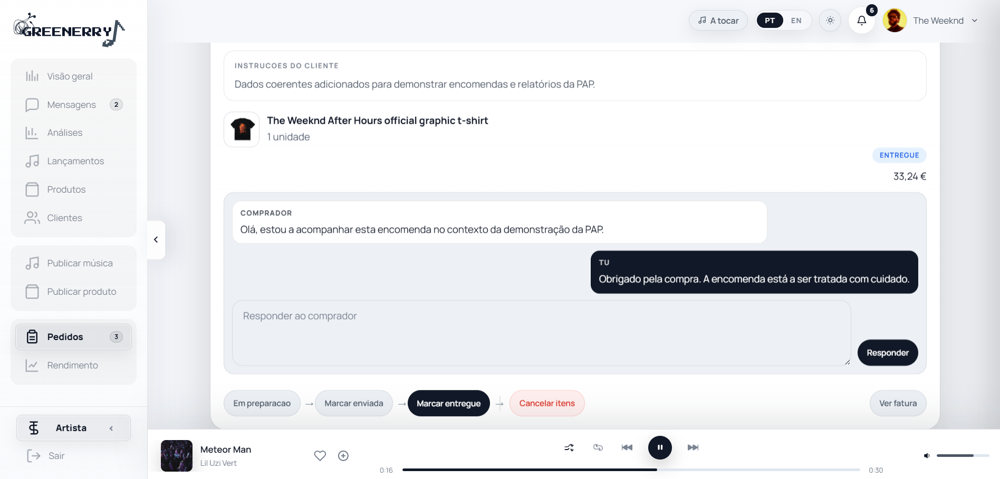 GREENERRY
A tocar
PT
EN
6
The Weeknd
Visão geral
Mensagens
2
Análises
Lançamentos
Produtos
Clientes
Publicar música
Publicar produto
Pedidos
3
Rendimento
Artista
Sair
INSTRUCOES DO CLIENTE
Dados coerentes adicionados para demonstrar encomendas e relatórios da PAP.
The Weeknd After Hours official graphic t-shirt
1 unidade
ENTREGUE
33,24 €
COMPRADOR
Olá, estou a acompanhar esta encomenda no contexto da demonstração da PAP.
TU
Obrigado pela compra. A encomenda está a ser tratada com cuidado.
Responder ao comprador
Responder
Em preparacao
→
Marcar enviada
→
Marcar entregue
→
Cancelar itens
Ver fatura
Meteor Man
Lil Uzi Vert
0:16
0:30